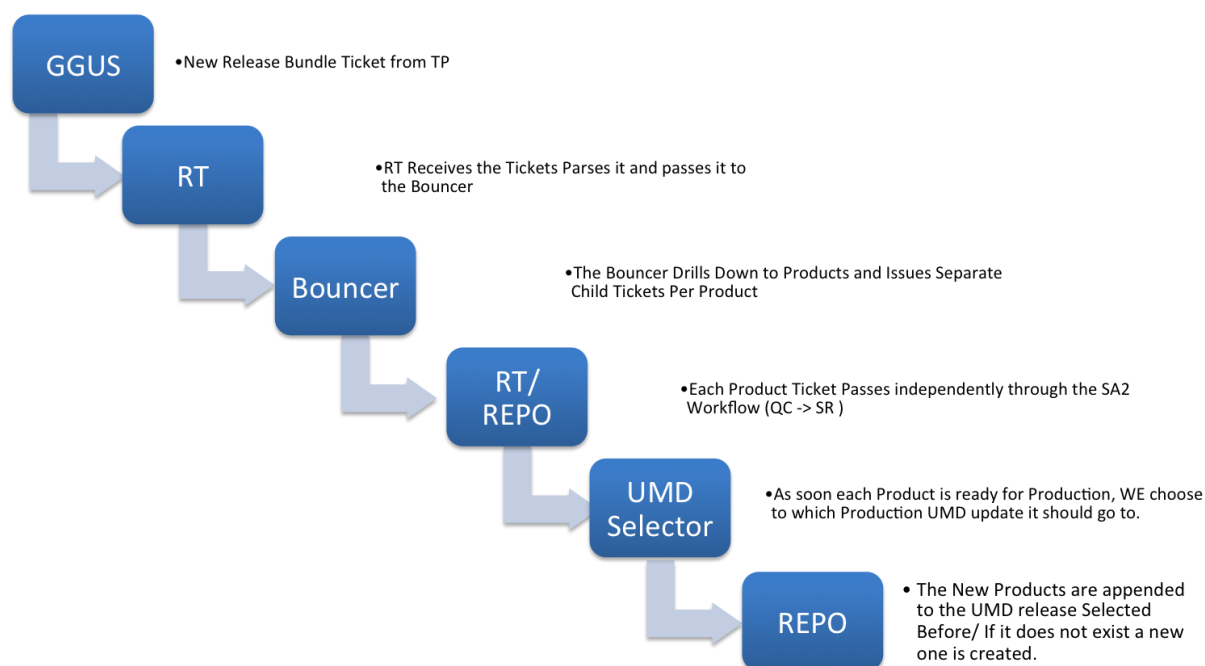 GGUS
•New Release Bundle Ticket from TP
RT
•RT Receives the Tickets Parses it and passes it to
the Bouncer
Bouncer
•The Bouncer Drills Down to Products and Issues Separate
Child Tickets Per Product
RT/
REPO
•Each Product Ticket Passes independently through the SA2
Workflow (QC -> SR )
UMD
Selector
•As soon each Product is ready for Production, WE choose
to which Production UMD update it should go to.
REPO
• The New Products are appended
to the UMD release Selected
Before/ If it does not exist a new
one is created.